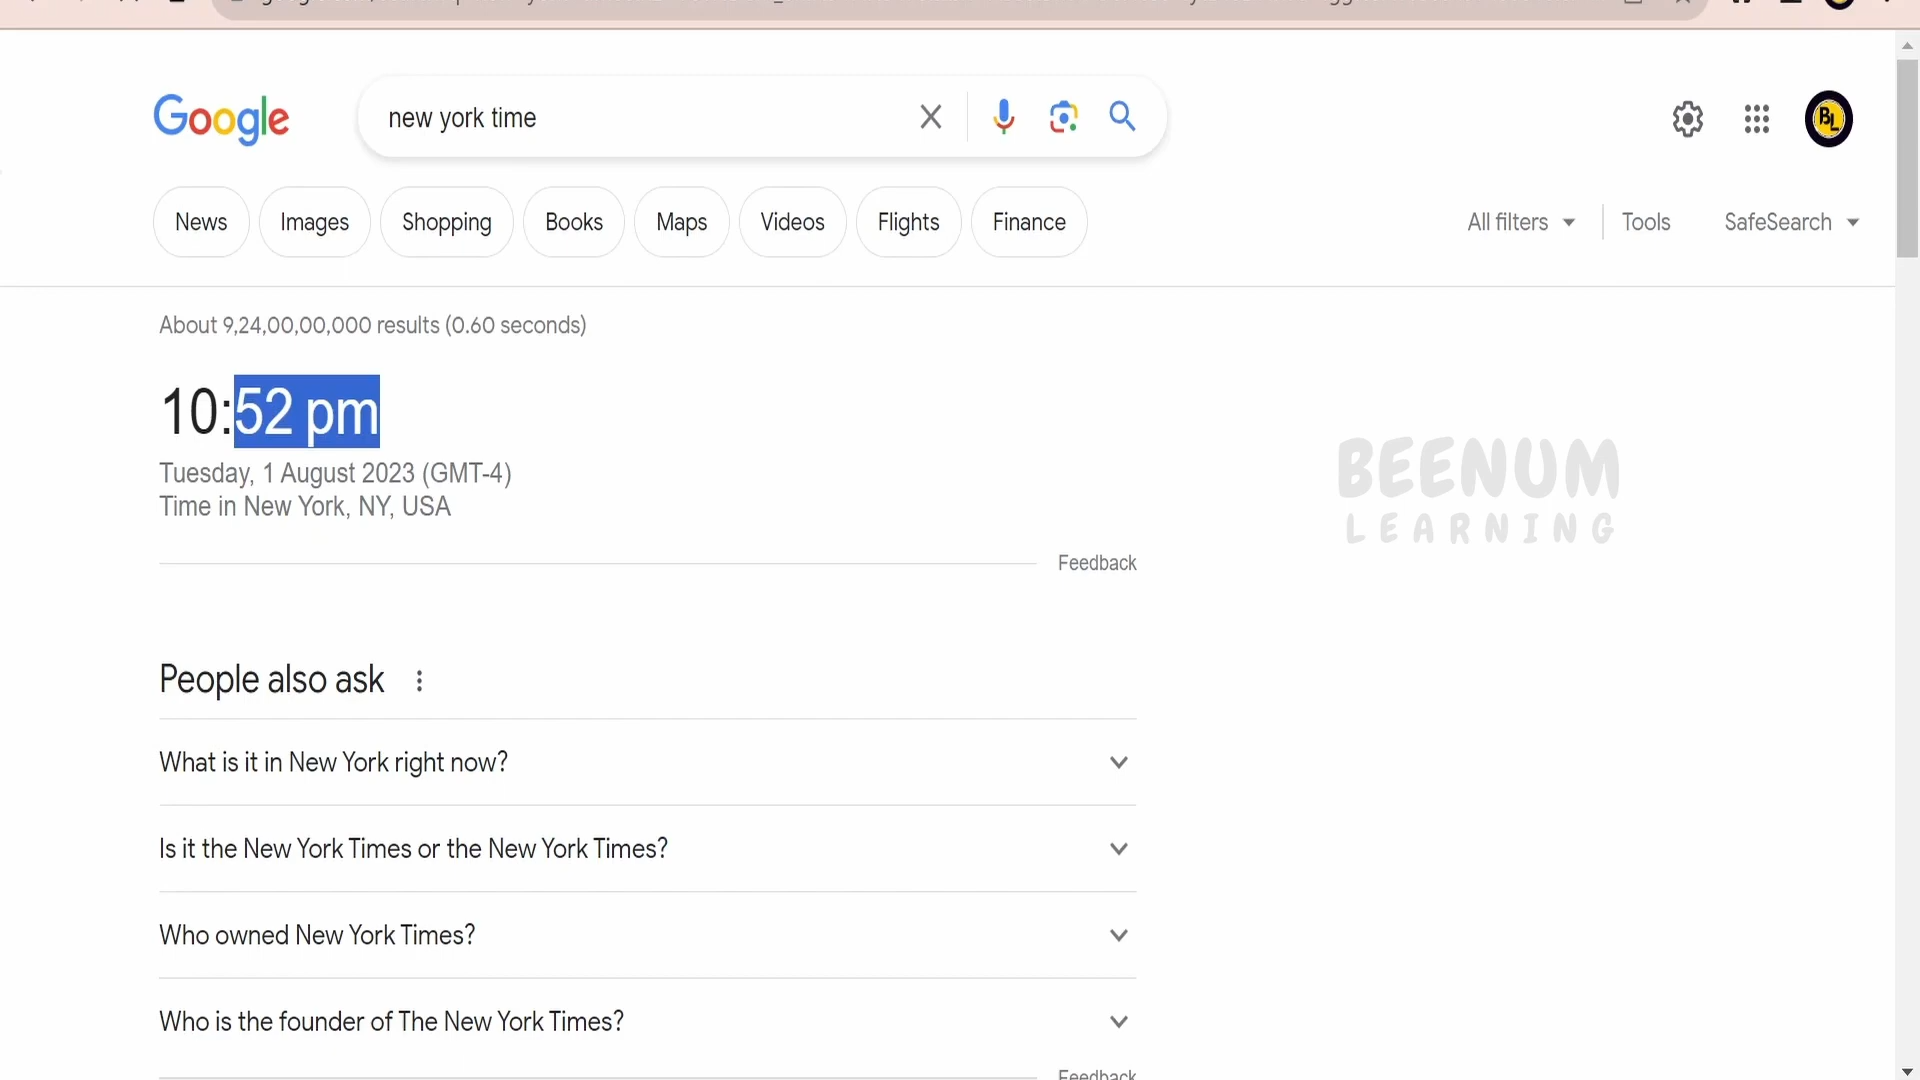 Google
new york time
BL
News Images Shopping Books Maps Videos Flights Finance All filters Tools SafeSearch
About 9,24,00,00,000 results (0.60 seconds)
10:52 pm
Tuesday, 1 August 2023 (GMT-4)
Time in New York, NY, USA
BEENUM
LEARNING
Feedback
People also ask
What is it in New York right now?
Is it the New York Times or the New York Times?
Who owned New York Times?
Who is the founder of The New York Times?
Feedback